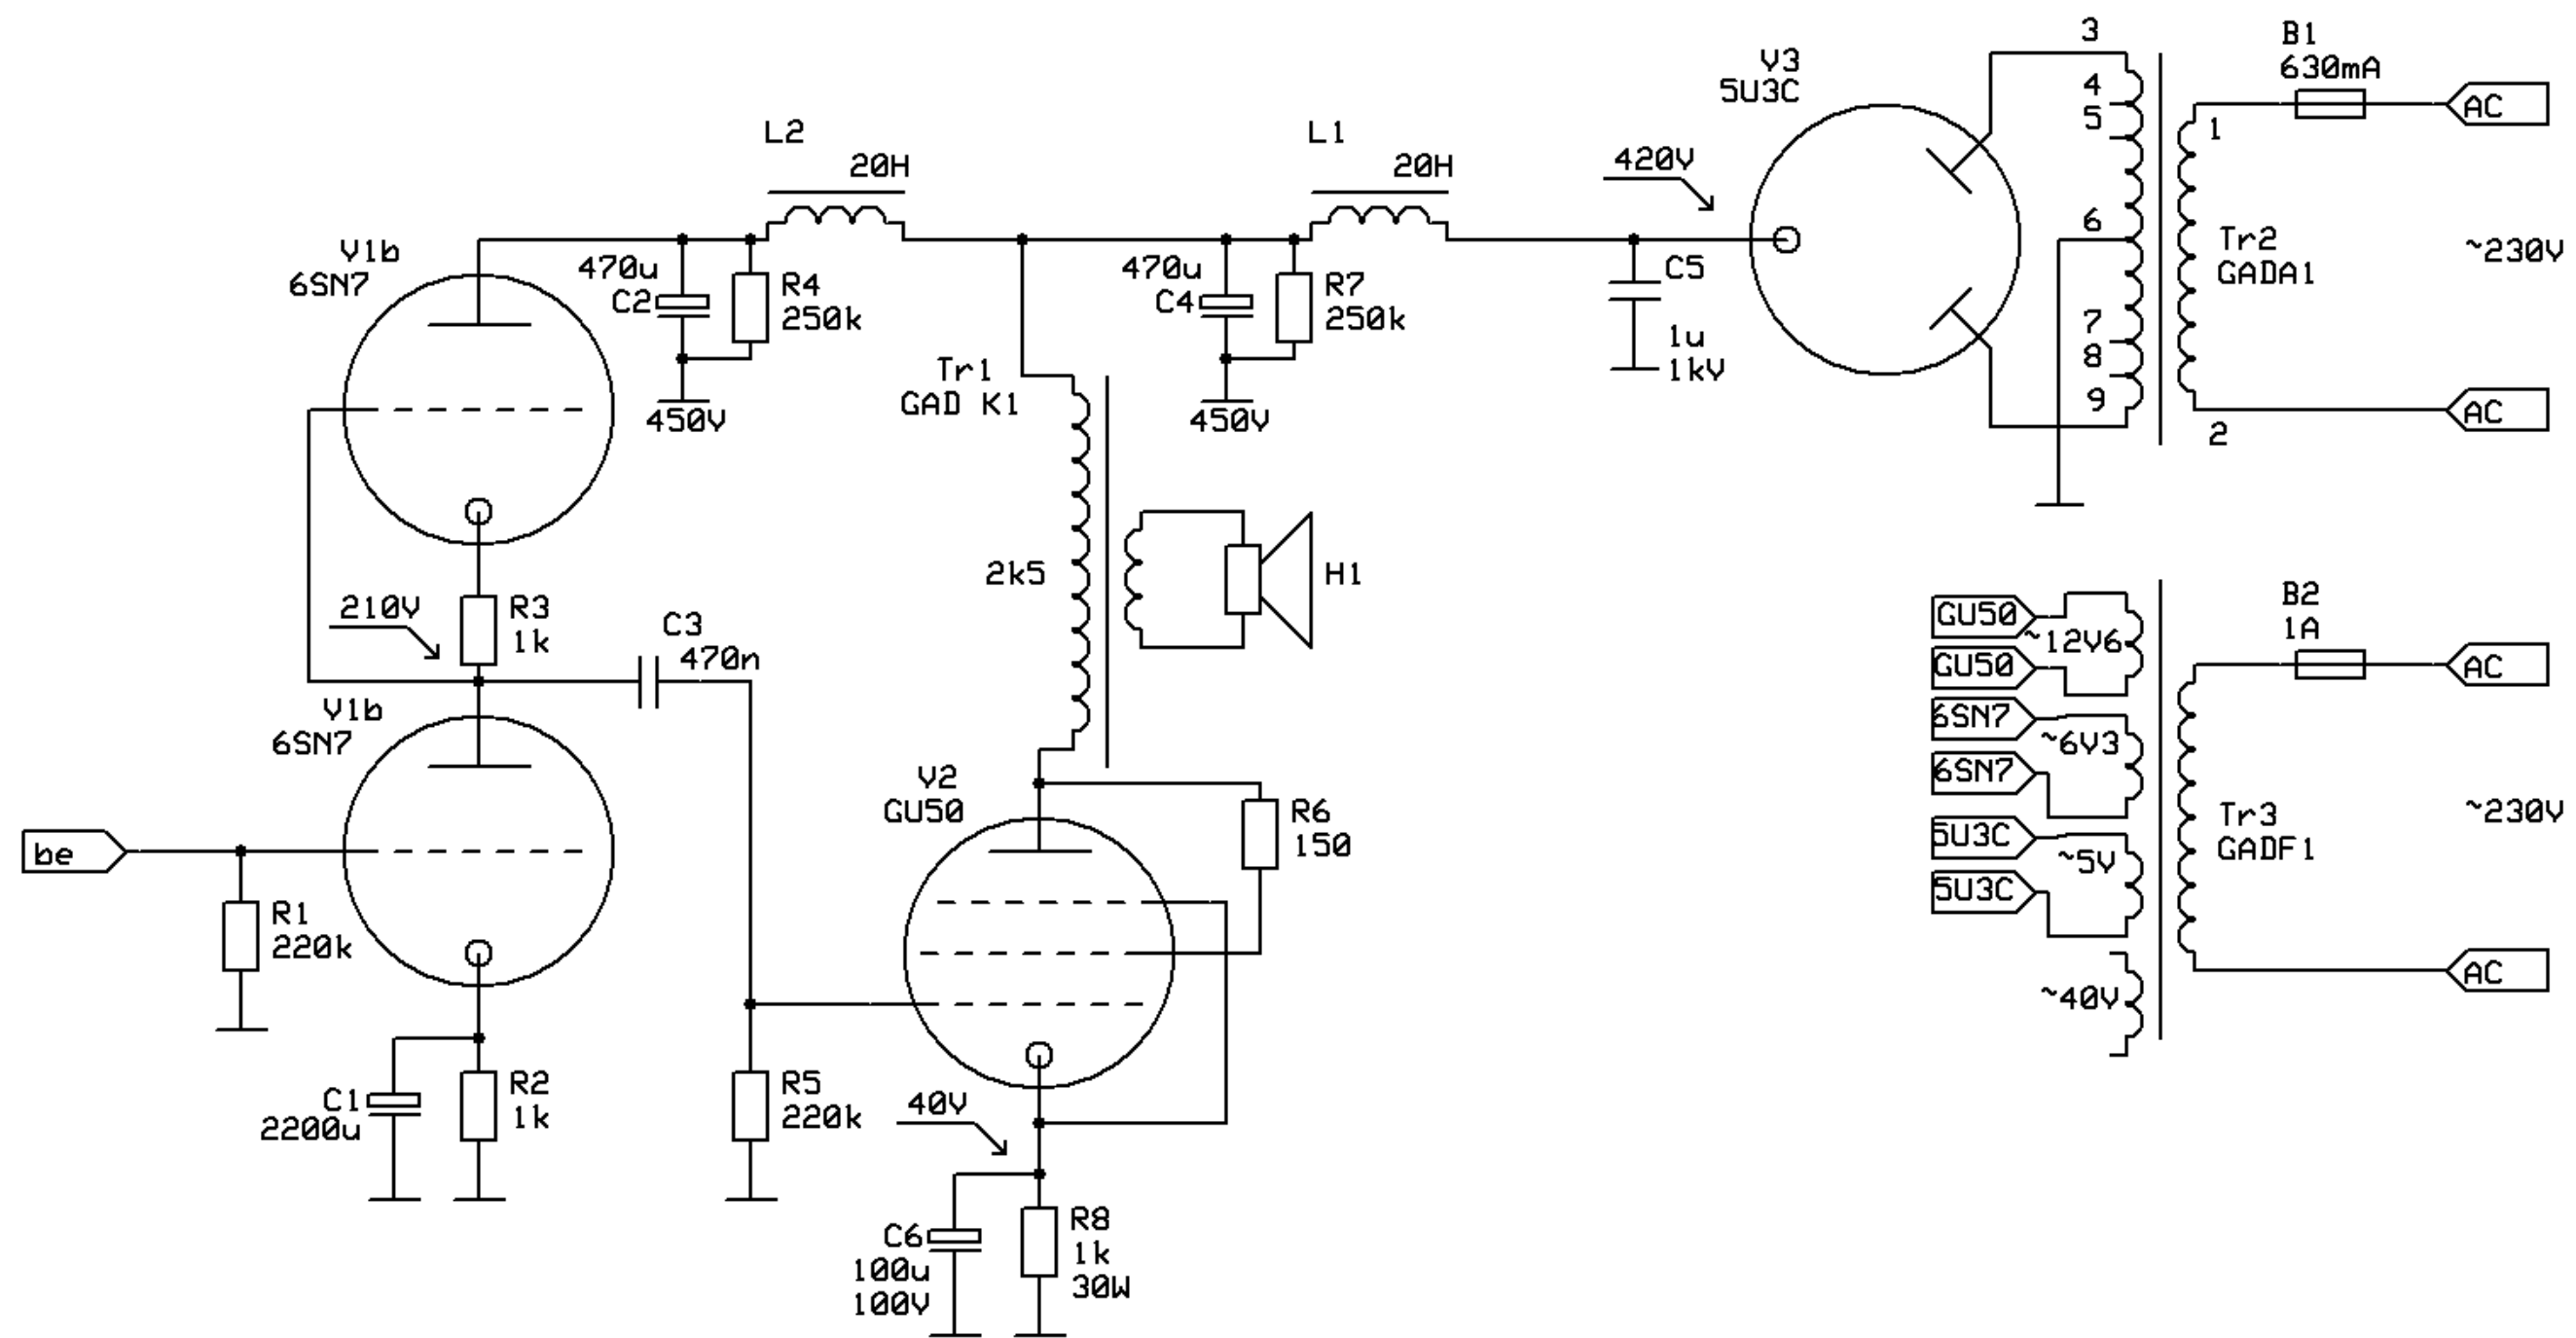 3
B1
630mA
V3
5U3C
4
5
AC
1
L2
20H
L1
20H
420V
6
Tr2
GADA1
~230V
V1b
6SN7
470u
C2
R4
250k
470u
C4
R7
250k
C5
1u
1kV
7
8
9
AC
2
450V
450V
Tr1
GAD K1
2k5
H1
210V
R3
1k
C3
470n
V1b
6SN7
GU50
~12V6
GU50
6SN7
~6V3
6SN7
5U3C
~5V
5U3C
~40V
B2
1A
AC
Tr3
GADF1
~230V
AC
V2
GU50
R6
150
be
R1
220k
C1
2200u
R2
1k
R5
220k
40V
C6
100u
100V
R8
1k
30W